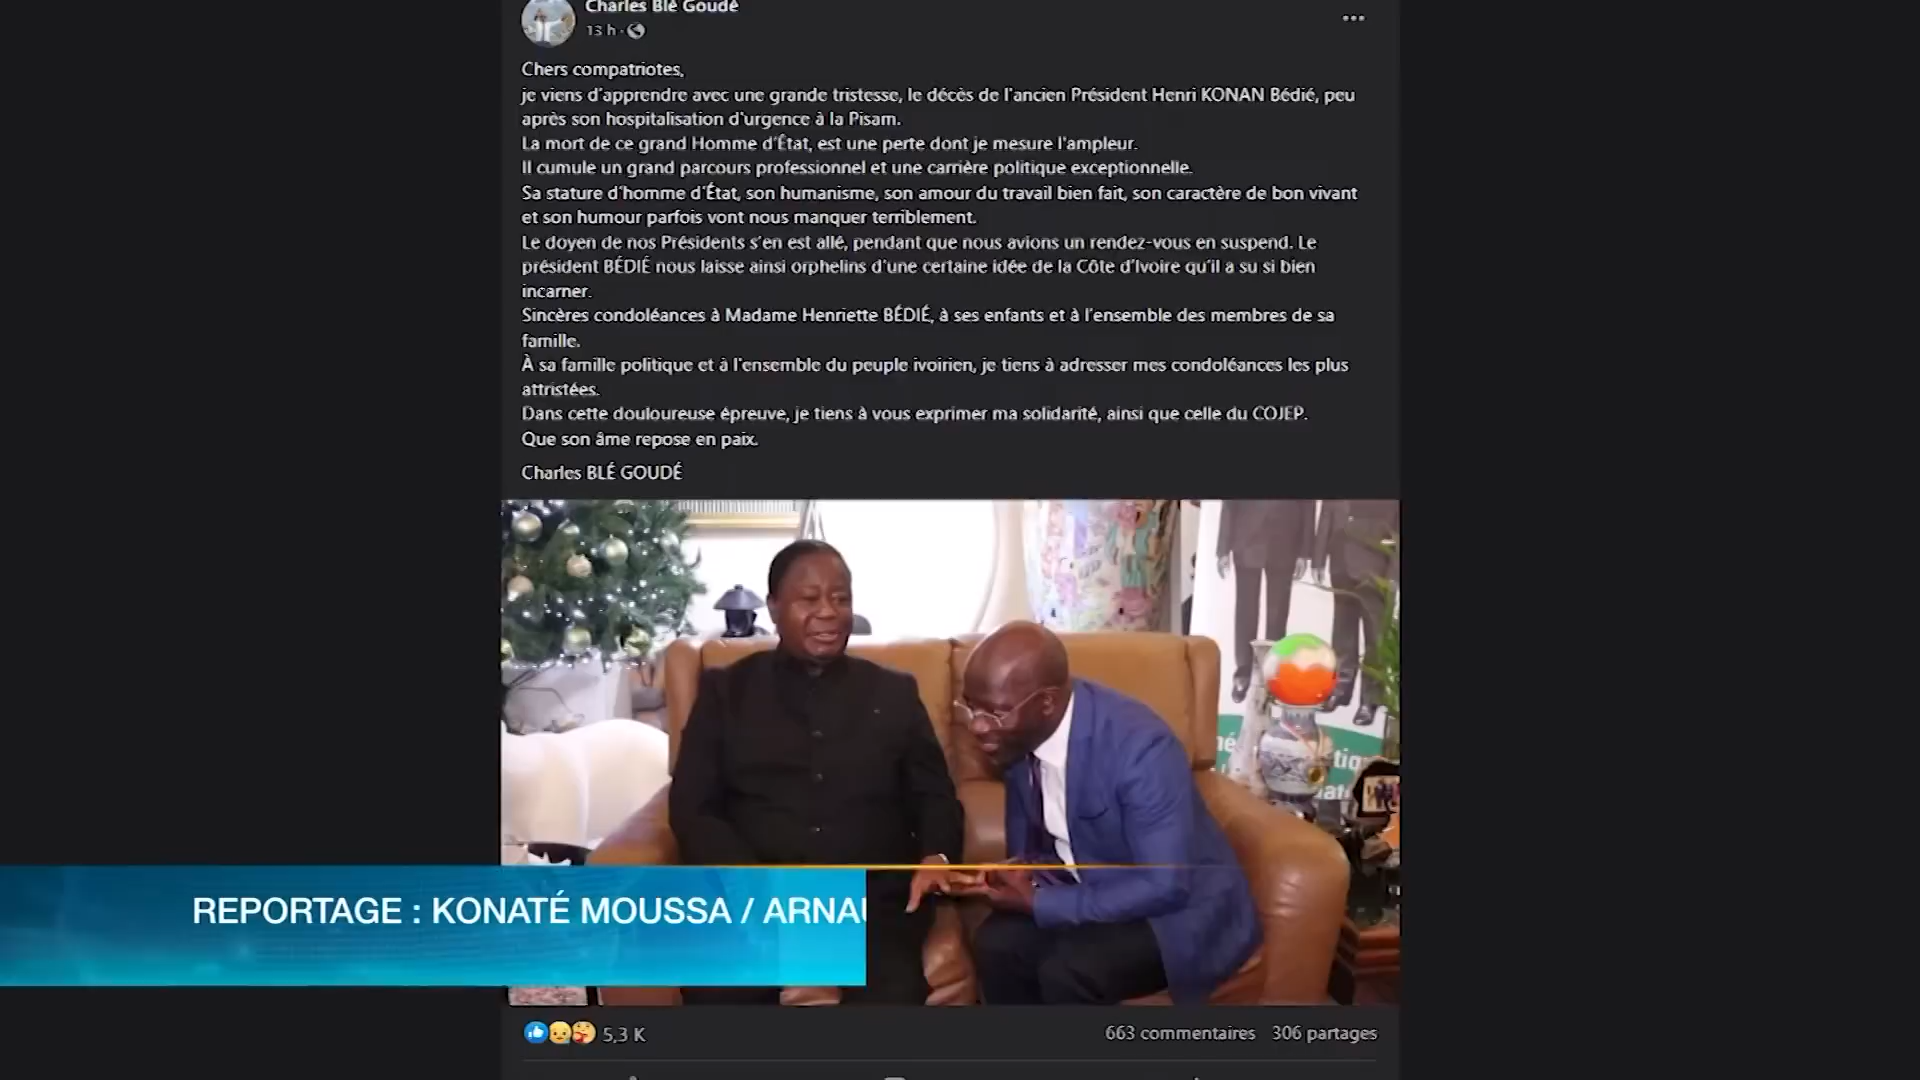 Charles Blé Goudé
13 h ·
Chers compatriotes,
je viens d'apprendre avec une grande tristesse, le décès de l'ancien Président Henri KONAN Bédié, peu
après son hospitalisation d'urgence à la Pisam.
La mort de ce grand Homme d'État, est une perte dont je mesure l'ampleur.
Il cumule un grand parcours professionnel et une carrière politique exceptionnelle.
Sa stature d'homme d'État, son humanisme, son amour du travail bien fait, son caractère de bon vivant
et son humour parfois vont nous manquer terriblement.
Le doyen de nos Présidents s'en est allé, pendant que nous avions un rendez-vous en suspend. Le
président BÉDIÉ nous laisse ainsi orphelins d'une certaine idée de la Côte d'Ivoire qu'il a su si bien
incarner.
Sincères condoléances à Madame Henriette BÉDIÉ, à ses enfants et à l'ensemble des membres de sa
famille.
À sa famille politique et à l'ensemble du peuple ivoirien, je tiens à adresser mes condoléances les plus
attristées.
Dans cette douloureuse épreuve, je tiens à vous exprimer ma solidarité, ainsi que celle du COJEP.
Que son âme repose en paix.
Charles BLÉ GOUDÉ
REPORTAGE : KONATÉ MOUSSA / ARNAU
5,3 K
663 commentaires 306 partages